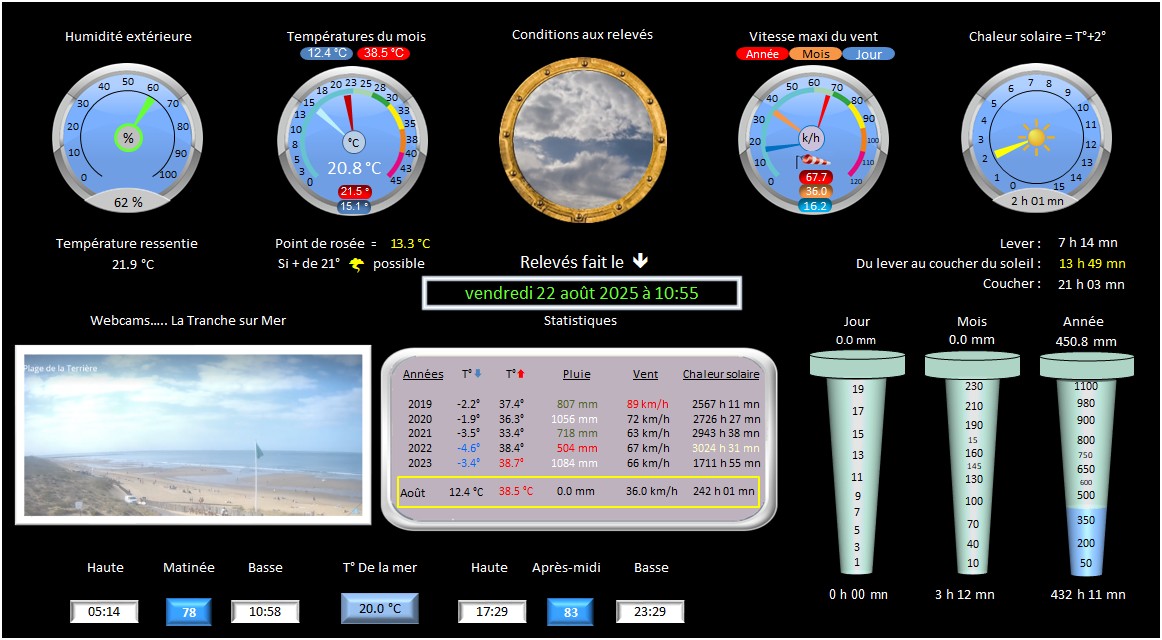 Humidité extérieure
0 10 20 30 40 50 60 70 80 90 100
%
62 %
Températures du mois
12.4 °C 38.5 °C
0 3 5 8 10 13 15 18 20 23 25 28 30 33 35 38 40 43 45
°C
20.8 °C
21.5 °
15.1 °
Conditions aux relevés
Vitesse maxi du vent
Année Mois Jour
0 10 20 30 40 50 60 70 80 90 100 110 120
k/h
67.7
36.0
16.2
Chaleur solaire = T°+2°
0 1 2 3 4 5 6 7 8 9 10 11 12 13 14 15
2 h 01 mn
Température ressentie
21.9 °C
Point de rosée = 13.3 °C
Si + de 21° possible
Relevés fait le
vendredi 22 août 2025 à 10:55
Lever : 7 h 14 mn
Du lever au coucher du soleil : 13 h 49 mn
Coucher : 21 h 03 mn
Webcams..... La Tranche sur Mer
Plage de la Terrière
Statistiques
Années T° T° Pluie Vent Chaleur solaire
2019 -2.2° 37.4° 807 mm 89 km/h 2567 h 11 mn
2020 -1.9° 36.3° 1056 mm 72 km/h 2726 h 27 mn
2021 -3.5° 33.4° 718 mm 63 km/h 2943 h 38 mn
2022 -4.6° 38.4° 504 mm 67 km/h 3024 h 31 mn
2023 -3.4° 38.7° 1084 mm 66 km/h 1711 h 55 mn
Août 12.4 °C 38.5 °C 0.0 mm 36.0 km/h 242 h 01 mn
Jour
0.0 mm
19
17
15
13
11
9
7
5
3
1
0 h 00 mn
Mois
0.0 mm
230
210
190
15
160
145
130
100
70
40
10
3 h 12 mn
Année
450.8 mm
1100
980
900
800
750
650
600
500
350
200
50
432 h 11 mn
Haute Matinée Basse T° De la mer Haute Après-midi Basse
05:14 78 10:58 20.0 °C 17:29 83 23:29